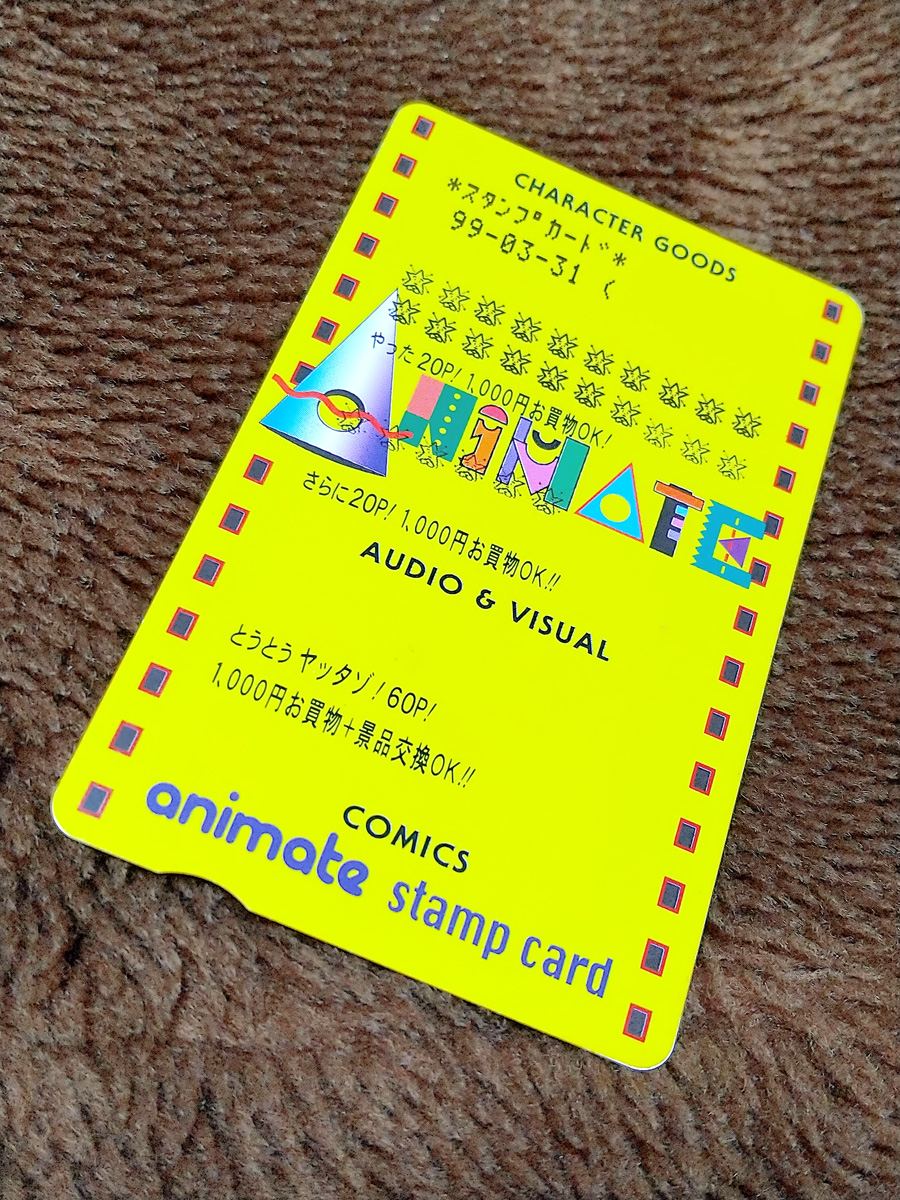 CHARACTER GOODS
*スタンプカード*
99-03-31 く
やった 20P! 1,000円お買物OK!
ANIMATE
さらに20P! 1,000円お買物OK!!
AUDIO & VISUAL
とうとう ヤッタゾ! 60P!
1,000円お買物+景品交換OK!!
COMICS
animate stamp card